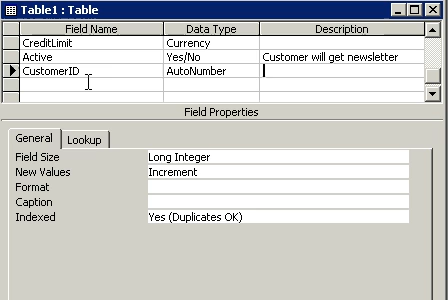 Table1 : Table
Field Name Data Type Description
CreditLimit Currency
Active Yes/No Customer will get newsletter
CustomerID AutoNumber
Field Properties
General Lookup
Field Size Long Integer
New Values Increment
Format
Caption
Indexed Yes (Duplicates OK)